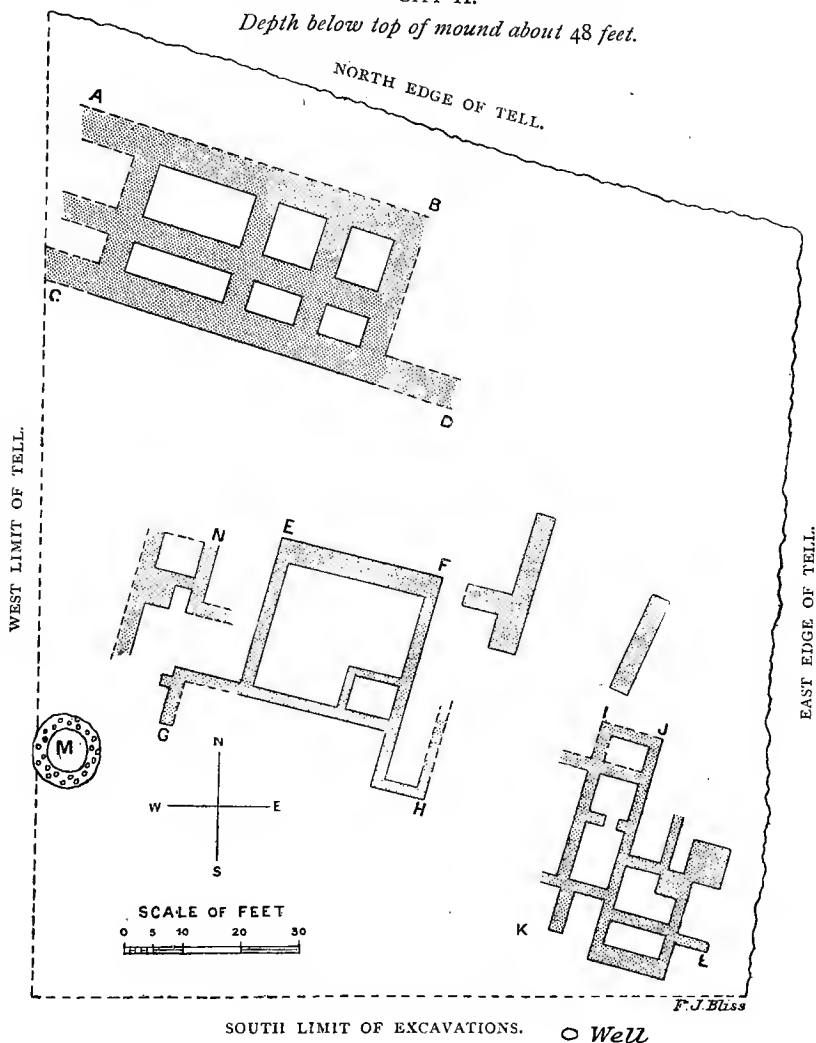 Depth below top of mound about 48 feet.
NORTH EDGE OF TELL.
A
B
C
D
WEST LIMIT OF TELL.
EAST EDGE OF TELL.
N
E
F
G
H
M
I
J
K
L
N
W E
S
SCALE OF FEET
0 5 10 20 30
F. J. Bliss
SOUTH LIMIT OF EXCAVATIONS.
Well